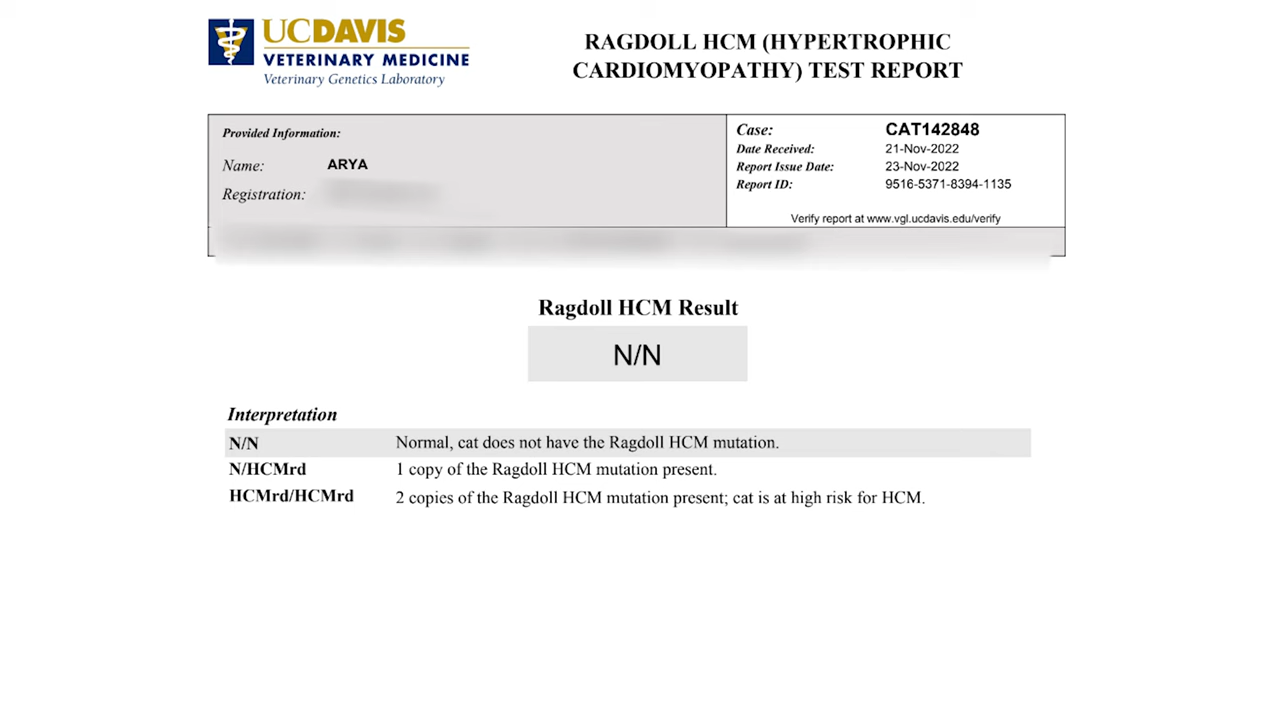 UCDAVIS
VETERINARY MEDICINE
Veterinary Genetics Laboratory
RAGDOLL HCM (HYPERTROPHIC
CARDIOMYOPATHY) TEST REPORT
Provided Information:
Name: ARYA
Registration:
Case: CAT142848
Date Received: 21-Nov-2022
Report Issue Date: 23-Nov-2022
Report ID: 9516-5371-8394-1135
Verify report at www.vgl.ucdavis.edu/verify
Ragdoll HCM Result
N/N
Interpretation
N/N Normal, cat does not have the Ragdoll HCM mutation.
N/HCMrd 1 copy of the Ragdoll HCM mutation present.
HCMrd/HCMrd 2 copies of the Ragdoll HCM mutation present; cat is at high risk for HCM.